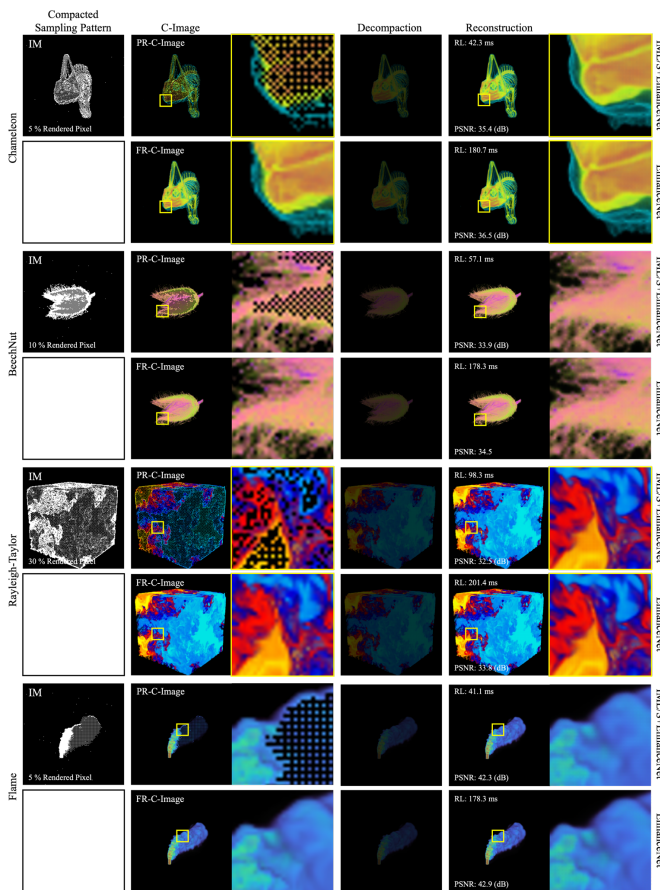 Compacted
Sampling Pattern
C-Image
Decompaction
Reconstruction
Chameleon
IM
5 % Rendered Pixel
PR-C-Image
RL: 42.3 ms
PSNR: 35.4 (dB)
FR-C-Image
RL: 180.7 ms
PSNR: 36.5 (dB)
BeechNut
IM
10 % Rendered Pixel
PR-C-Image
RL: 57.1 ms
PSNR: 33.9 (dB)
FR-C-Image
RL: 178.3 ms
PSNR: 34.5
Rayleigh-Taylor
IM
30 % Rendered Pixel
PR-C-Image
RL: 98.3 ms
PSNR: 32.5 (dB)
FR-C-Image
RL: 201.4 ms
PSNR: 33.8 (dB)
Flame
IM
5 % Rendered Pixel
PR-C-Image
RL: 41.1 ms
PSNR: 42.3 (dB)
FR-C-Image
RL: 178.3 ms
PSNR: 42.9 (dB)